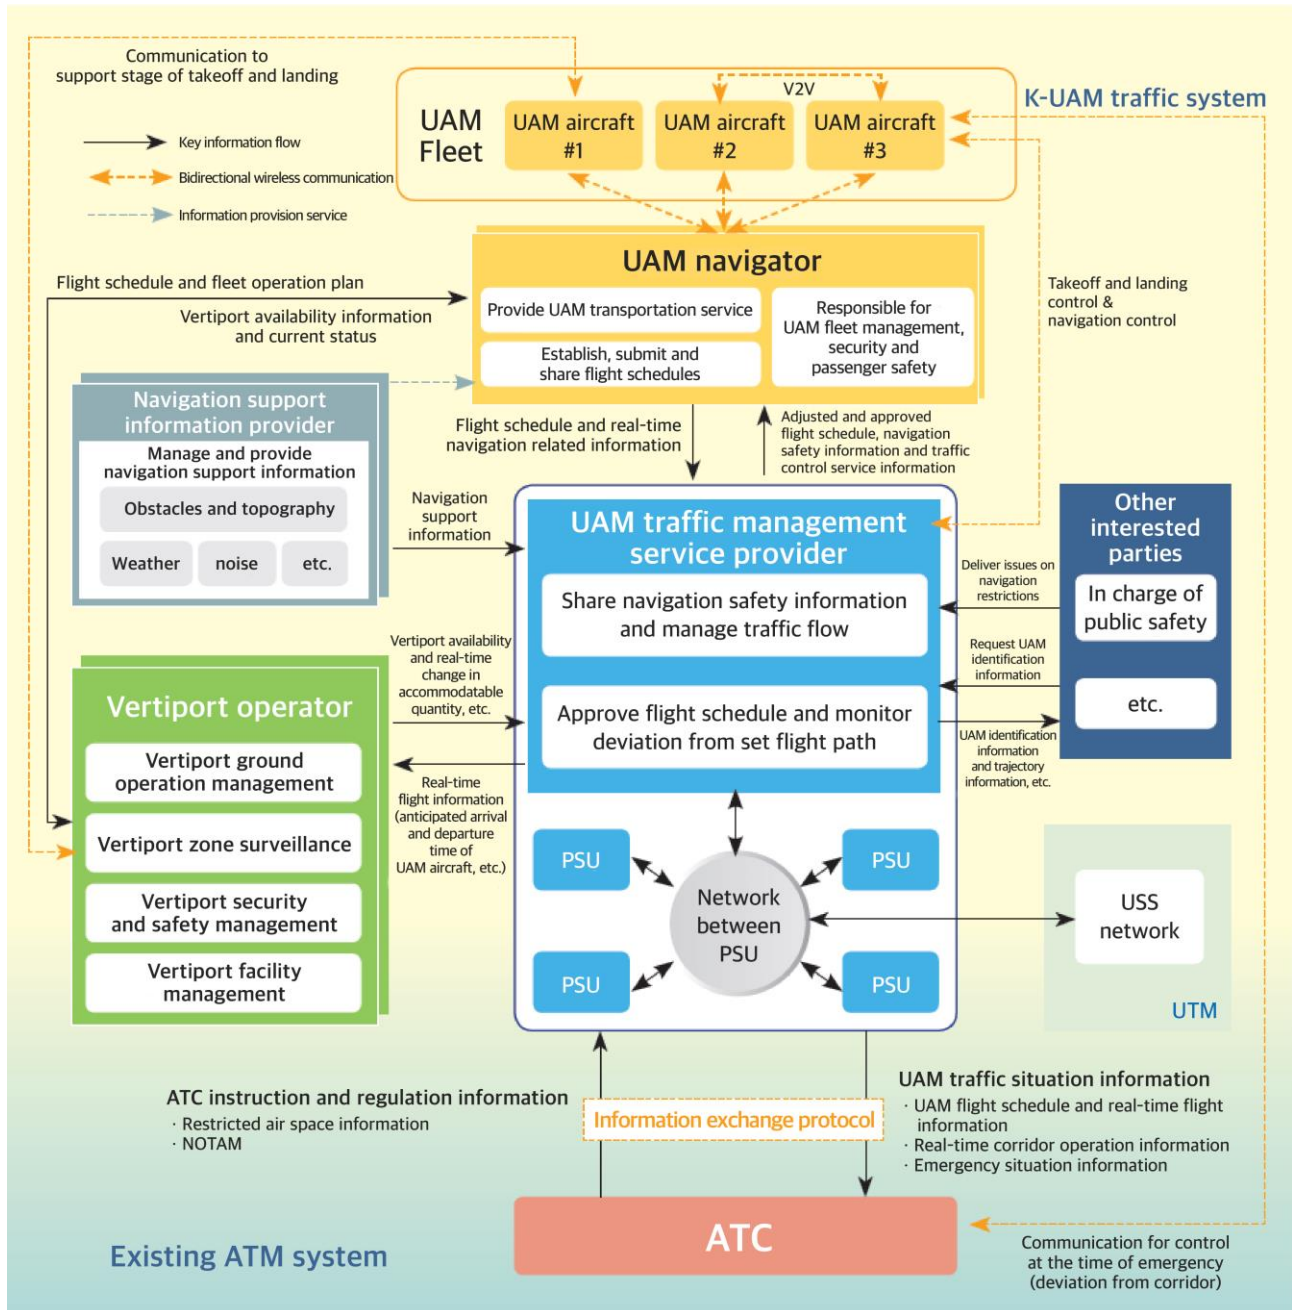 Communication to
support stage of takeoff and landing
Key information flow
Bidirectional wireless communication
Information provision service
K-UAM traffic system
UAM
Fleet
V2V
UAM aircraft
#1
UAM aircraft
#2
UAM aircraft
#3
UAM navigator
Provide UAM transportation service
Establish, submit and
share flight schedules
Responsible for
UAM fleet management,
security and
passenger safety
Flight schedule and fleet operation plan
Vertiport availability information
and current status
Takeoff and landing
control &
navigation control
Navigation support
information provider
Manage and provide
navigation support information
Obstacles and topography
Weather
noise
etc.
Flight schedule and real-time
navigation related information
Adjusted and approved
flight schedule, navigation
safety information and traffic
control service information
Navigation
support
information
UAM traffic management
service provider
Share navigation safety information
and manage traffic flow
Approve flight schedule and monitor
deviation from set flight path
Other
interested
parties
In charge of
public safety
etc.
Deliver issues on
navigation
restrictions
Request UAM
identification
information
UAM identification
information
and trajectory
information, etc.
Vertiport operator
Vertiport ground
operation management
Vertiport zone surveillance
Vertiport security
and safety management
Vertiport facility
management
Vertiport availability
and real-time
change in
accommodatable
quantity, etc.
Real-time
flight information
(anticipated arrival
and departure
time of
UAM aircraft, etc.)
PSU
PSU
Network
between
PSU
PSU
PSU
USS
network
UTM
ATC instruction and regulation information
· Restricted air space information
· NOTAM
Information exchange protocol
UAM traffic situation information
· UAM flight schedule and real-time flight
information
· Real-time corridor operation information
· Emergency situation information
ATC
Existing ATM system
Communication for control
at the time of emergency
(deviation from corridor)